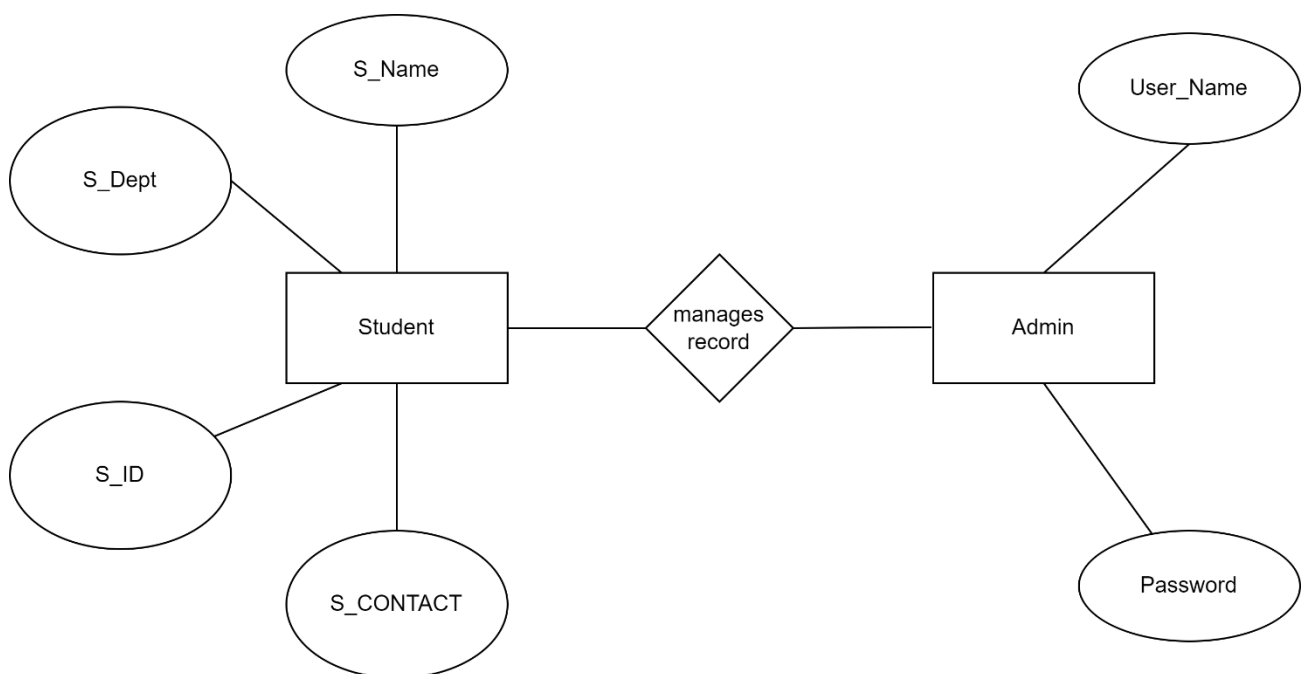 S_Name
User_Name
S_Dept
Student
manages
record
Admin
S_ID
S_CONTACT
Password